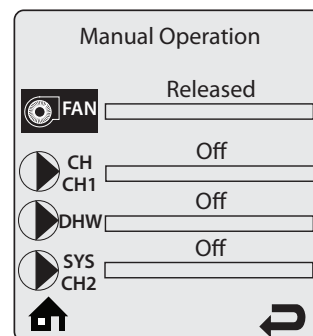 Manual Operation
Released
FAN
Off
CH
CH1
Off
DHW
Off
SYS
CH2